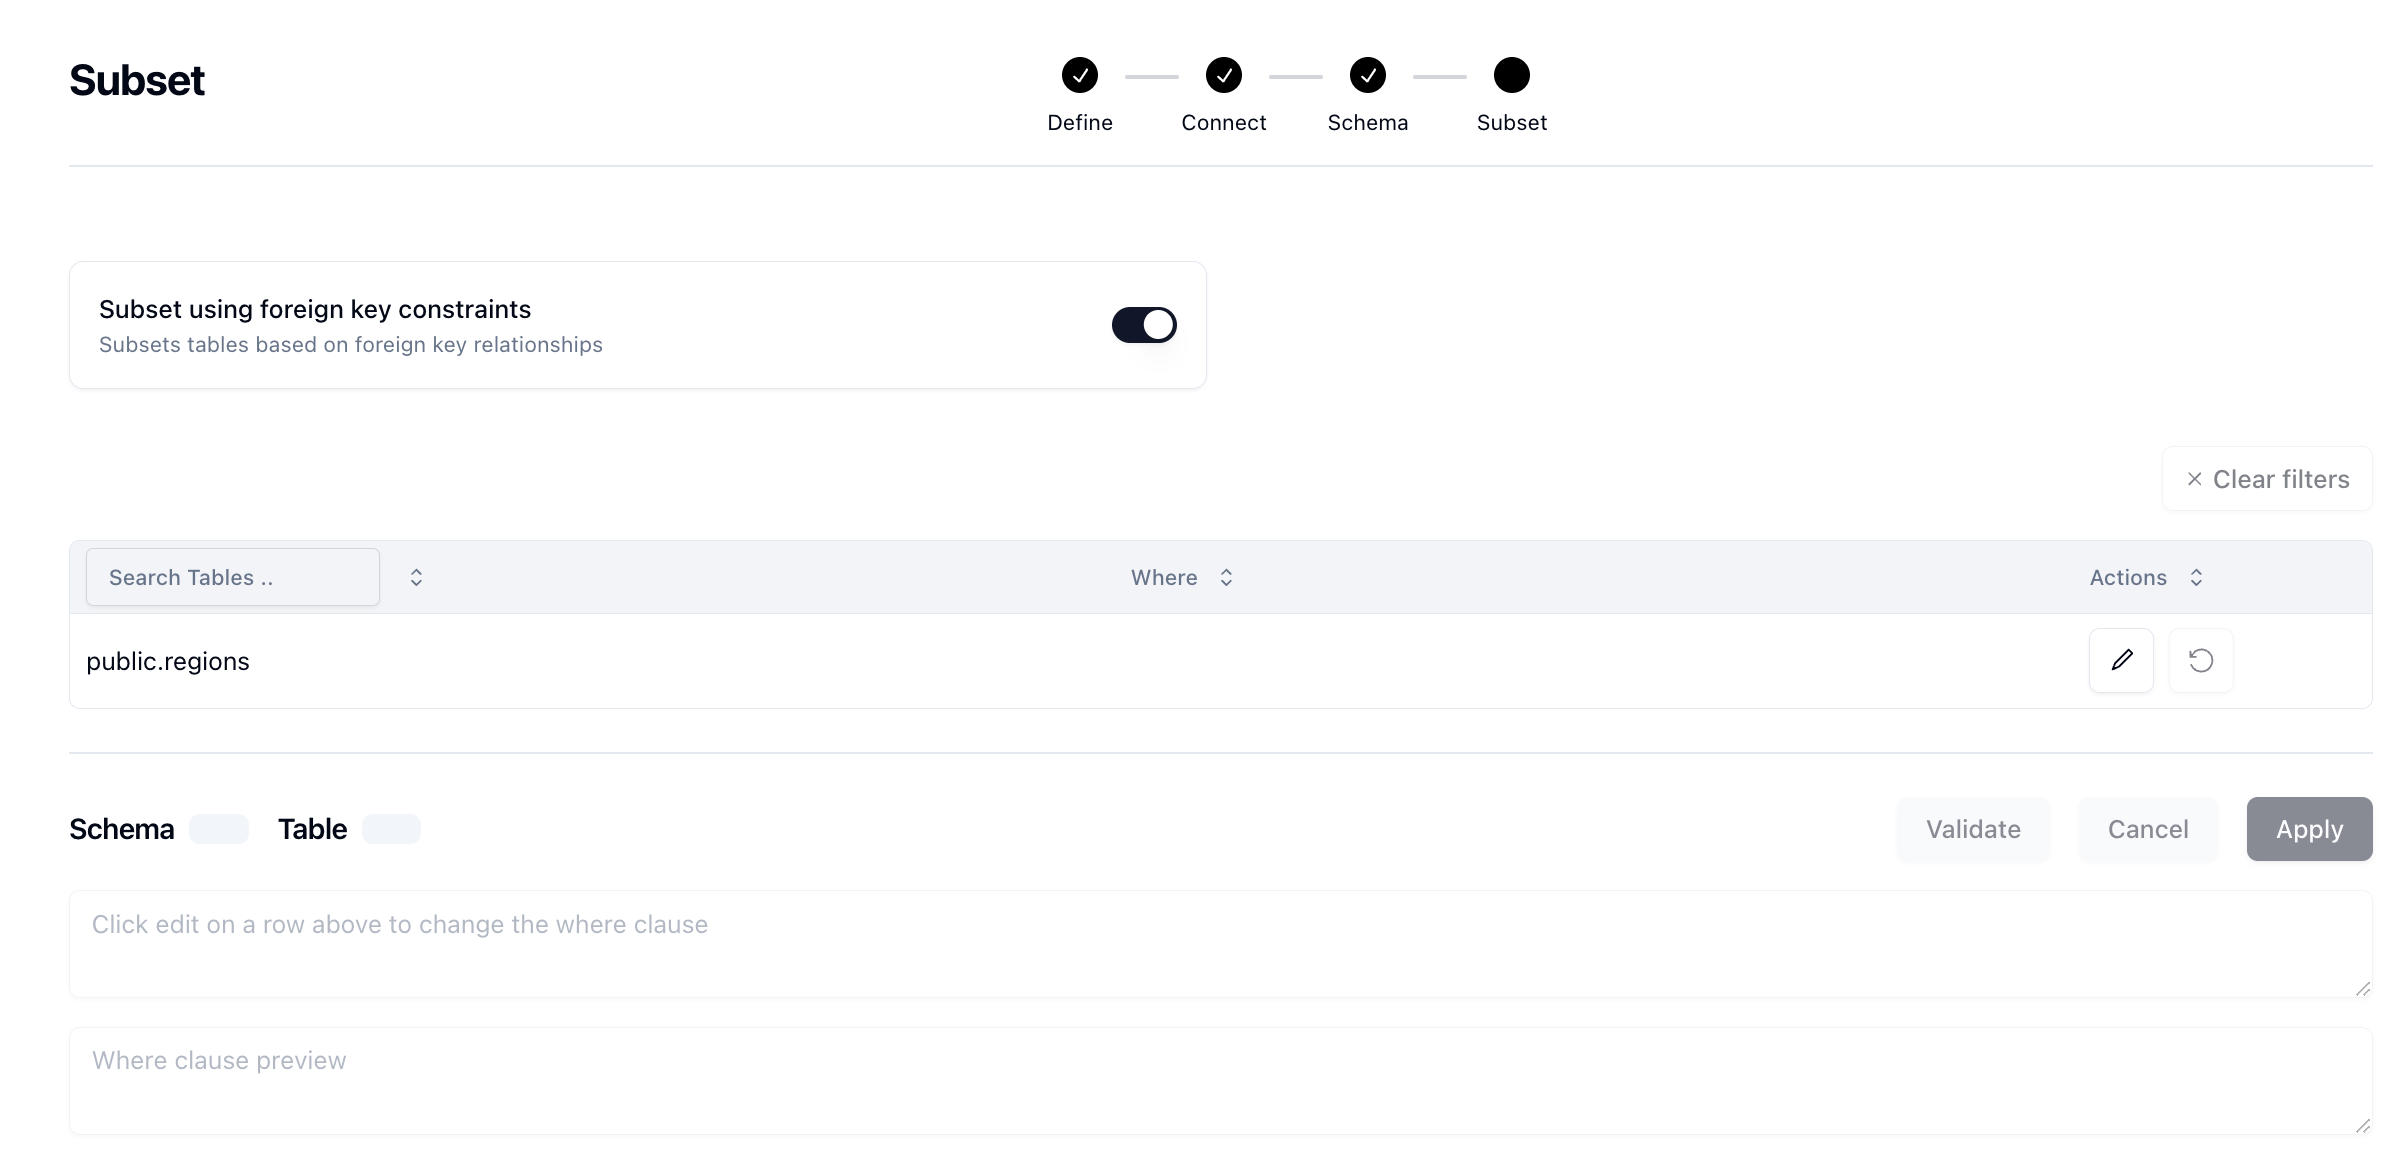 Subset
Define
Connect
Schema
Subset
Subset using foreign key constraints
Subsets tables based on foreign key relationships
Clear filters
Search Tables ..
Where
Actions
public.regions
Schema
Table
Validate
Cancel
Apply
Click edit on a row above to change the where clause
Where clause preview